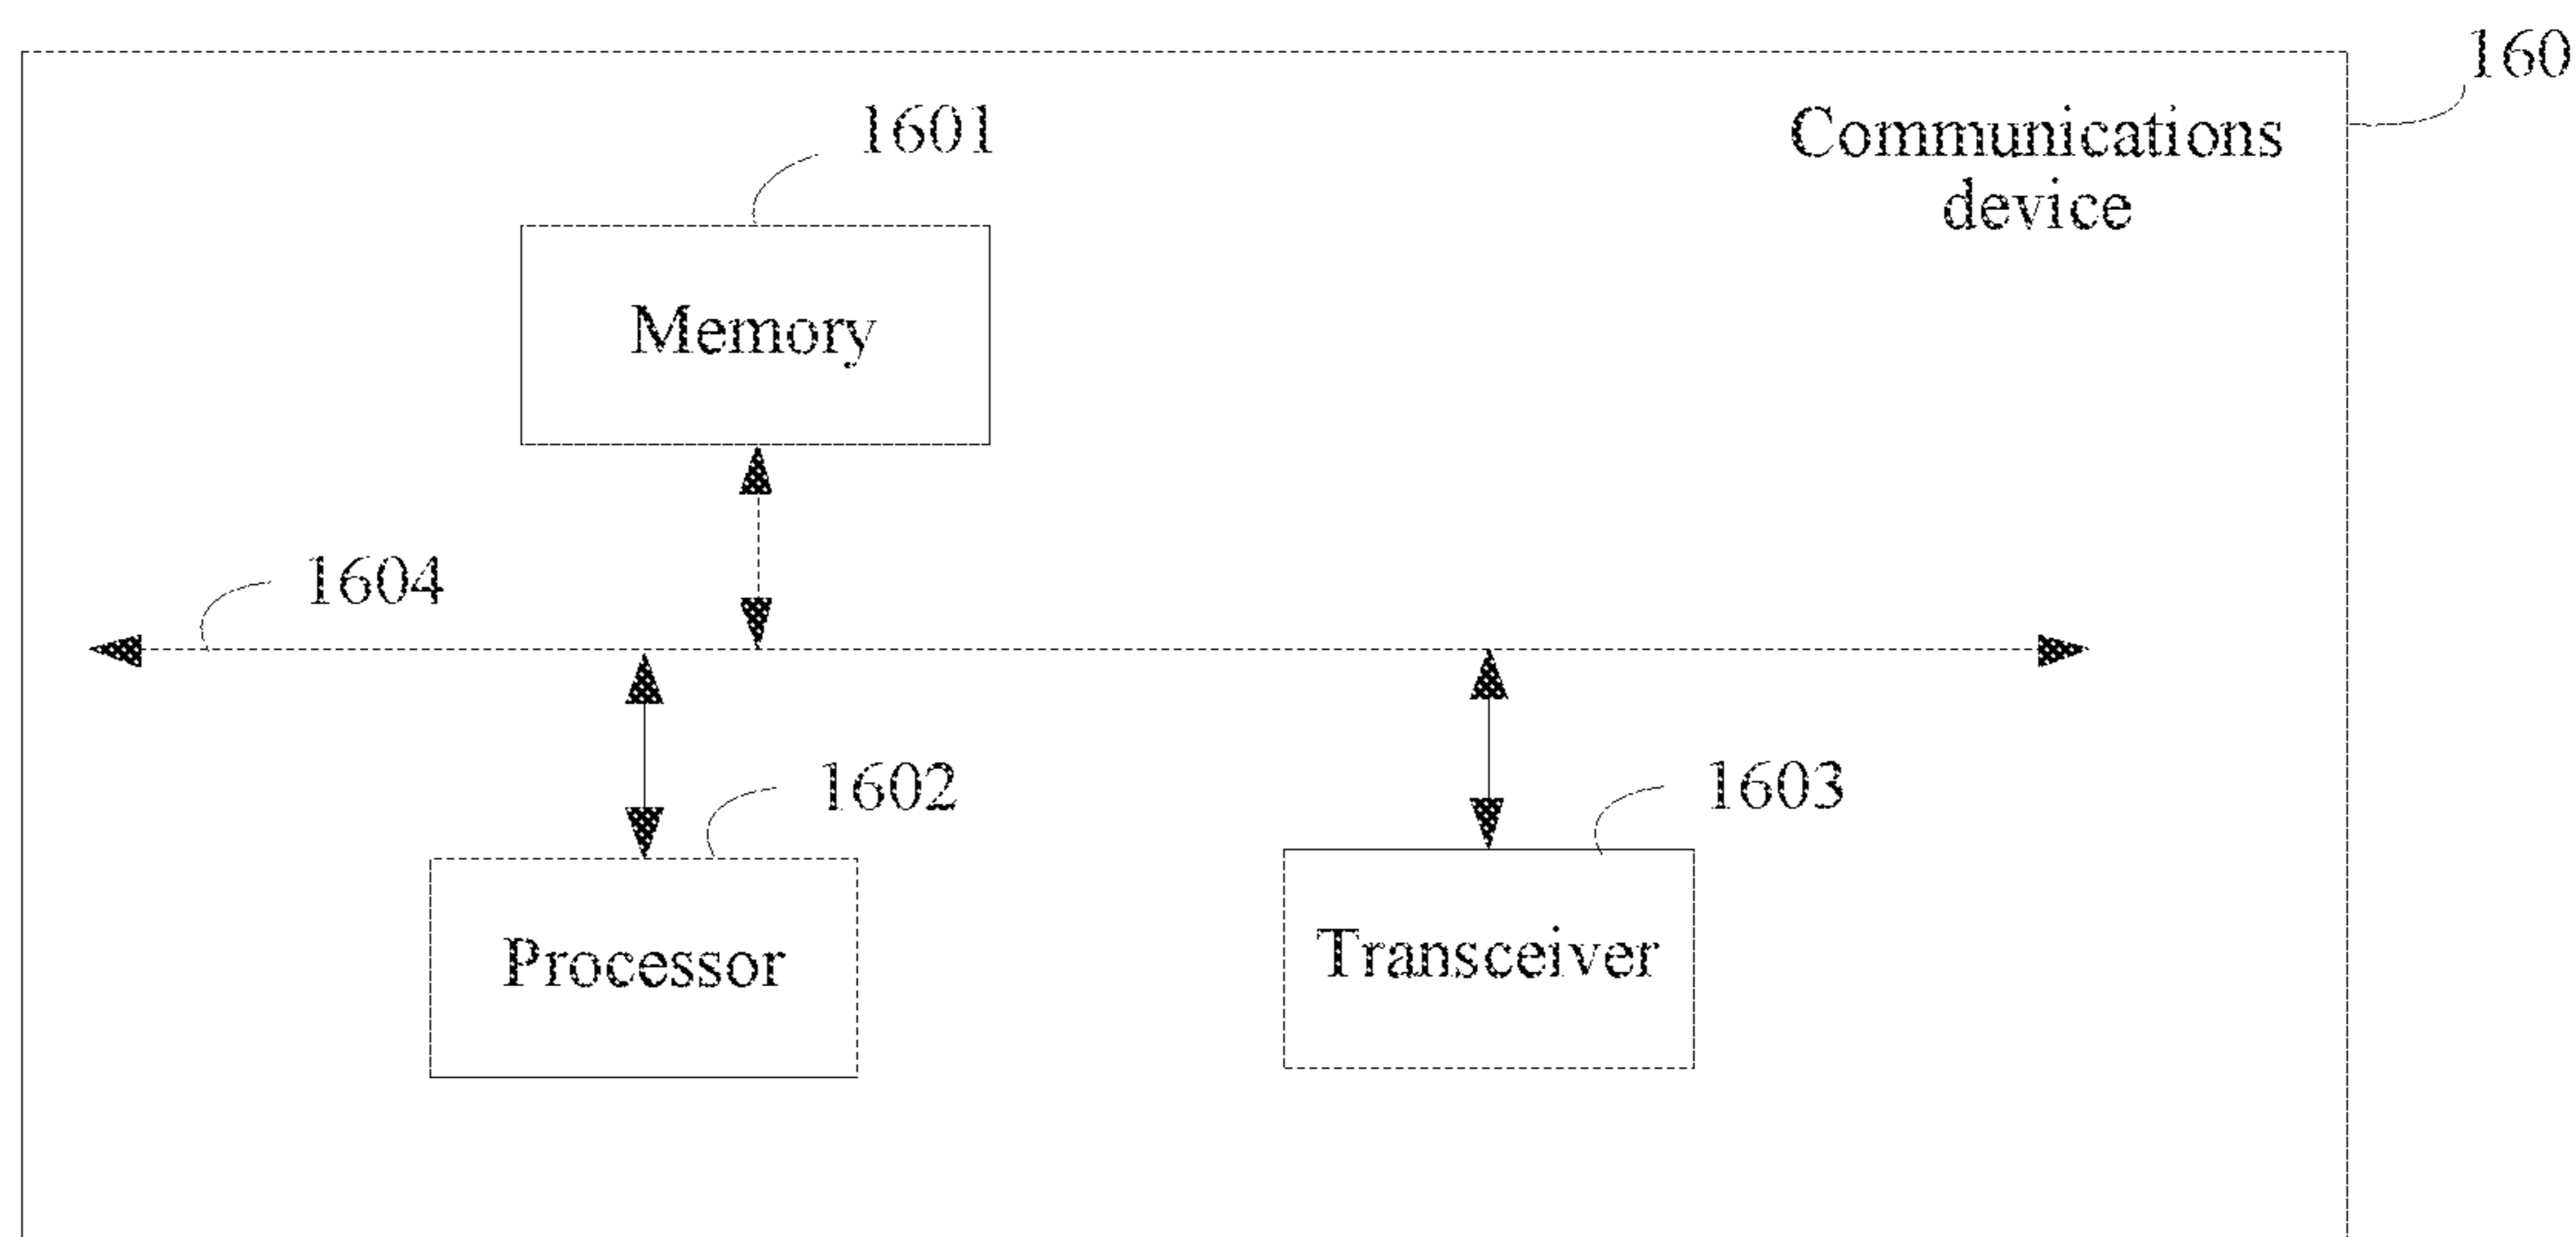 160
Communications
device
1601
Memory
1604
1602
1603
Processor
Transceiver